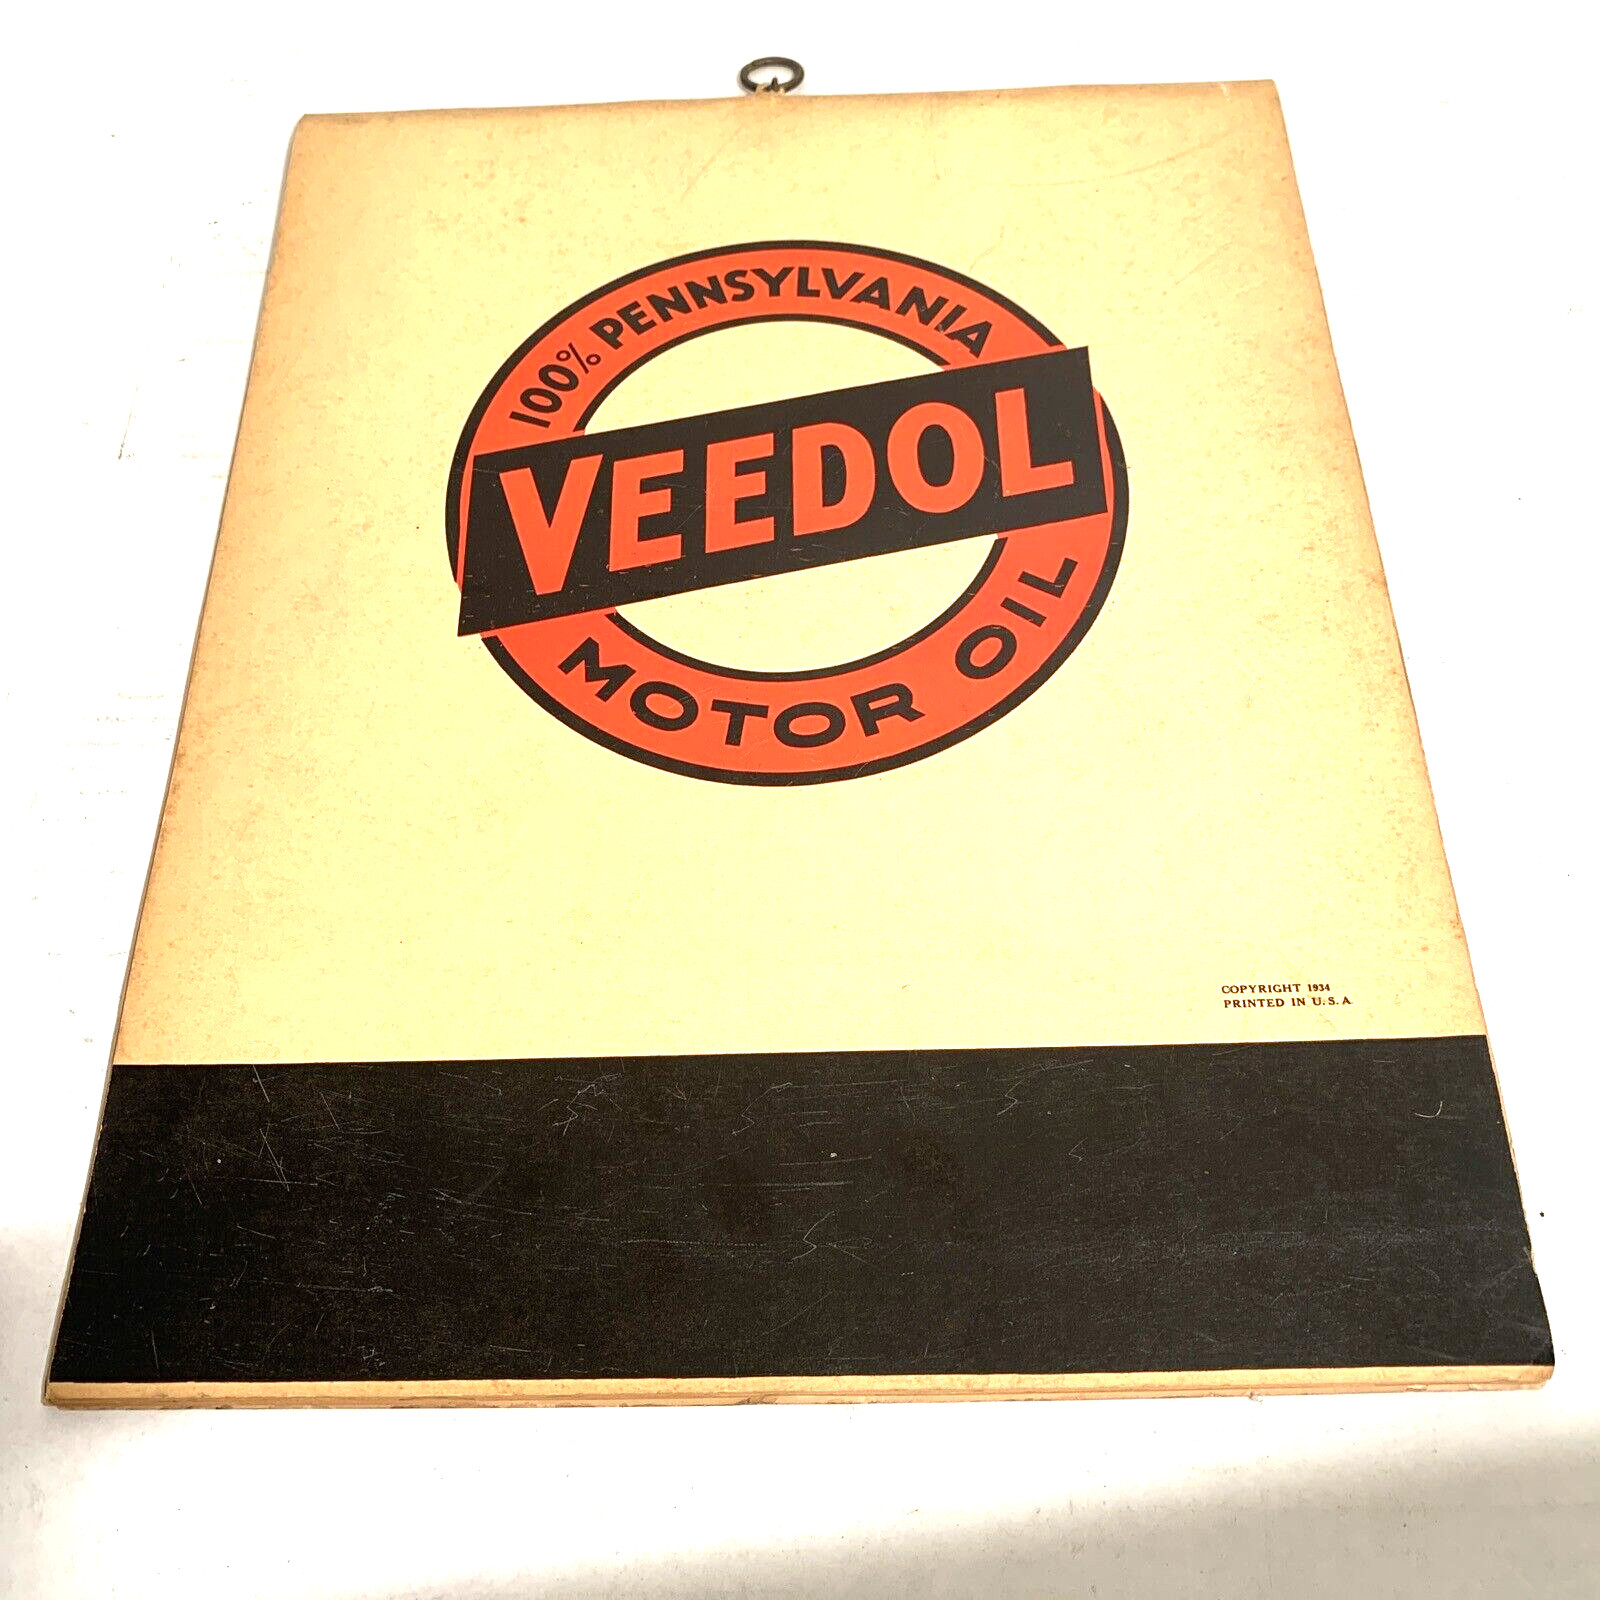 100% PENNSYLVANIA
VEEDOL
MOTOR OIL
COPYRIGHT 1934
PRINTED IN U.S.A